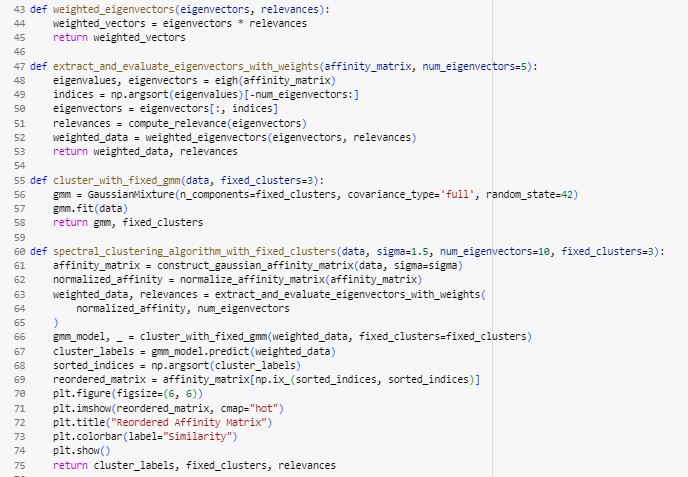 43 def weighted_eigenvectors(eigenvectors, relevances):
44     weighted_vectors = eigenvectors * relevances
45     return weighted_vectors
46
47 def extract_and_evaluate_eigenvectors_with_weights(affinity_matrix, num_eigenvectors=5):
48     eigenvalues, eigenvectors = eigh(affinity_matrix)
49     indices = np.argsort(eigenvalues)[-num_eigenvectors:]
50     eigenvectors = eigenvectors[:, indices]
51     relevances = compute_relevance(eigenvectors)
52     weighted_data = weighted_eigenvectors(eigenvectors, relevances)
53     return weighted_data, relevances
54
55 def cluster_with_fixed_gmm(data, fixed_clusters=3):
56     gmm = GaussianMixture(n_components=fixed_clusters, covariance_type='full', random_state=42)
57     gmm.fit(data)
58     return gmm, fixed_clusters
59
60 def spectral_clustering_algorithm_with_fixed_clusters(data, sigma=1.5, num_eigenvectors=10, fixed_clusters=3):
61     affinity_matrix = construct_gaussian_affinity_matrix(data, sigma=sigma)
62     normalized_affinity = normalize_affinity_matrix(affinity_matrix)
63     weighted_data, relevances = extract_and_evaluate_eigenvectors_with_weights(
64         normalized_affinity, num_eigenvectors
65     )
66     gmm_model, _ = cluster_with_fixed_gmm(weighted_data, fixed_clusters=fixed_clusters)
67     cluster_labels = gmm_model.predict(weighted_data)
68     sorted_indices = np.argsort(cluster_labels)
69     reordered_matrix = affinity_matrix[np.ix_(sorted_indices, sorted_indices)]
70     plt.figure(figsize=(6, 6))
71     plt.imshow(reordered_matrix, cmap="hot")
72     plt.title("Reordered Affinity Matrix")
73     plt.colorbar(label="Similarity")
74     plt.show()
75     return cluster_labels, fixed_clusters, relevances